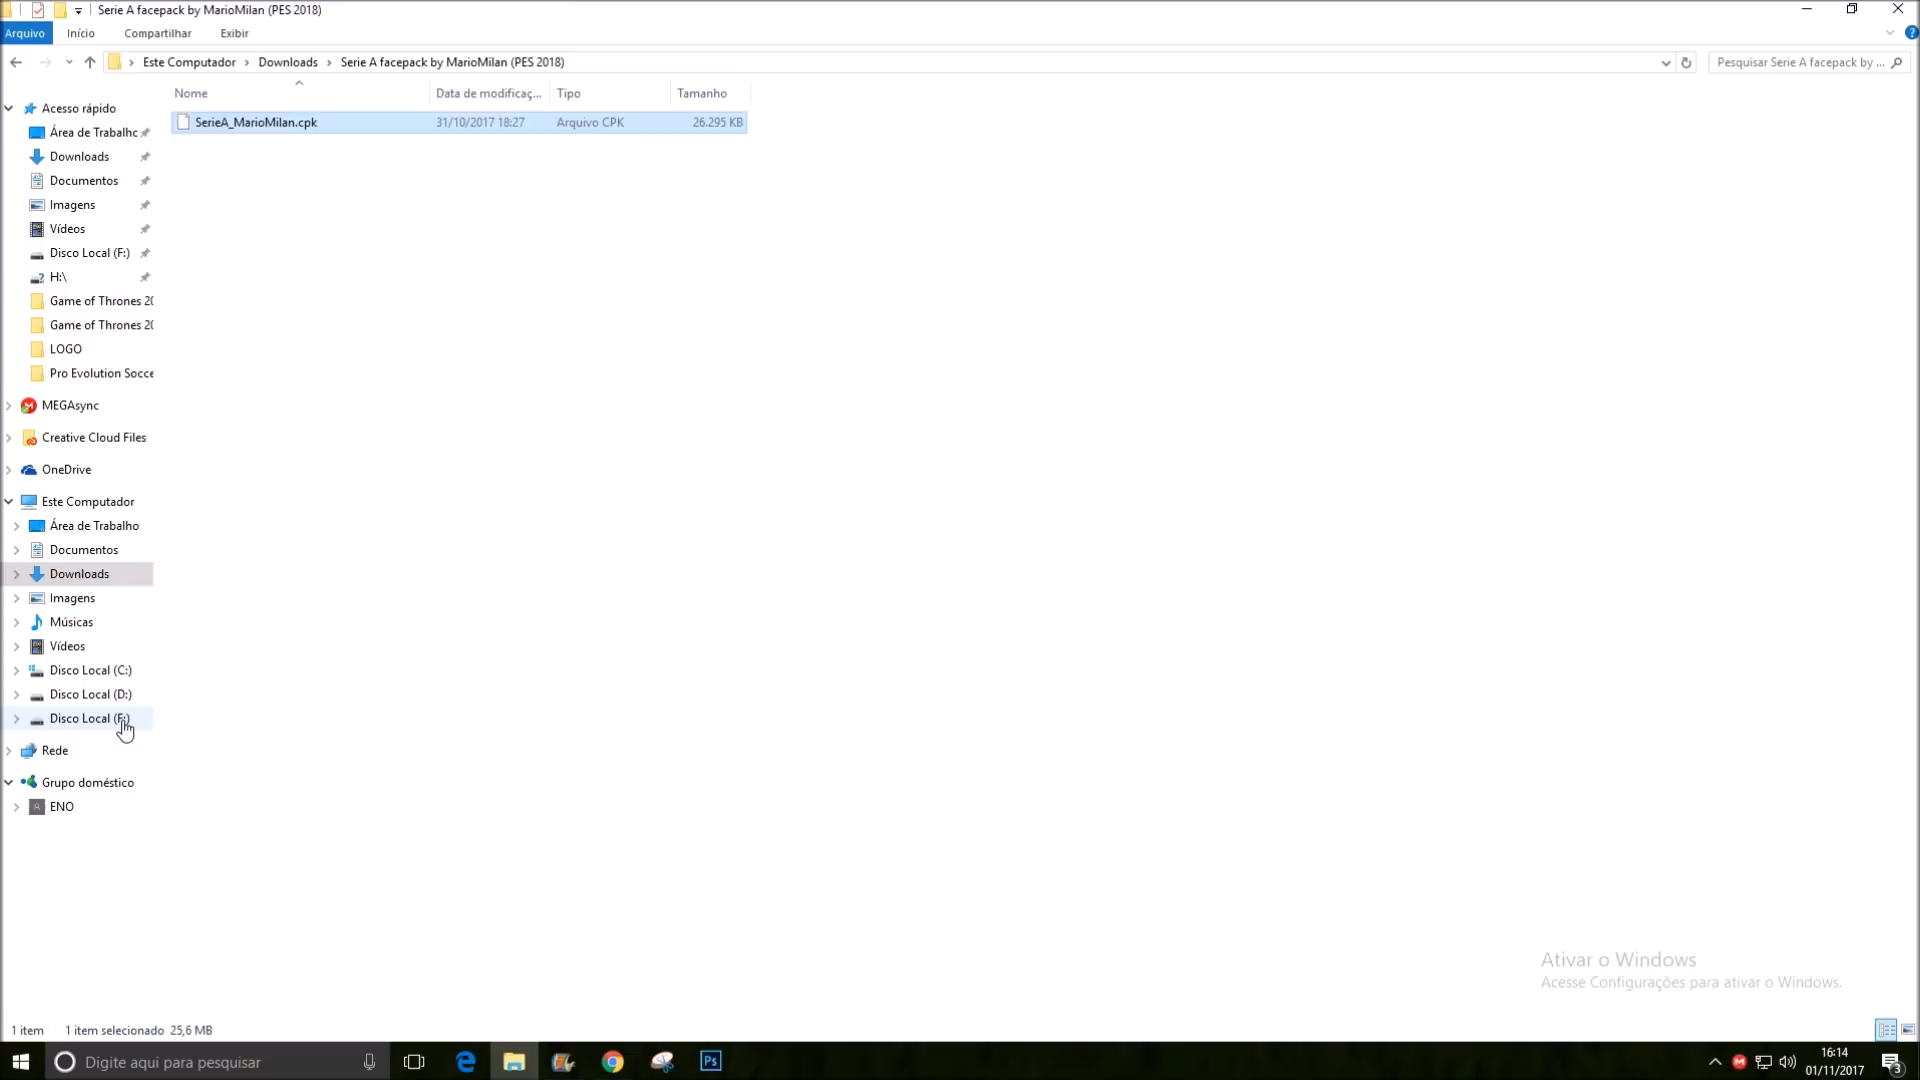 Serie A facepack by MarioMilan (PES 2018)
Arquivo Início Compartilhar Exibir
Este Computador Downloads Serie A facepack by MarioMilan (PES 2018)
Pesquisar Serie A facepack by ...
Nome Data de modificaç... Tipo Tamanho
SerieA_MarioMilan.cpk 31/10/2017 18:27 Arquivo CPK 26.295 KB
Acesso rápido
Área de Trabalhc
Downloads
Documentos
Imagens
Vídeos
Disco Local (F:)
H:\
Game of Thrones 20
Game of Thrones 20
LOGO
Pro Evolution Socce
MEGAsync
Creative Cloud Files
OneDrive
Este Computador
Área de Trabalho
Documentos
Downloads
Imagens
Músicas
Vídeos
Disco Local (C:)
Disco Local (D:)
Disco Local (F:)
Rede
Grupo doméstico
ENO
Ativar o Windows
Acesse Configurações para ativar o Windows.
1 item 1 item selecionado 25,6 MB
Digite aqui para pesquisar
Ps
16:14
01/11/2017
3